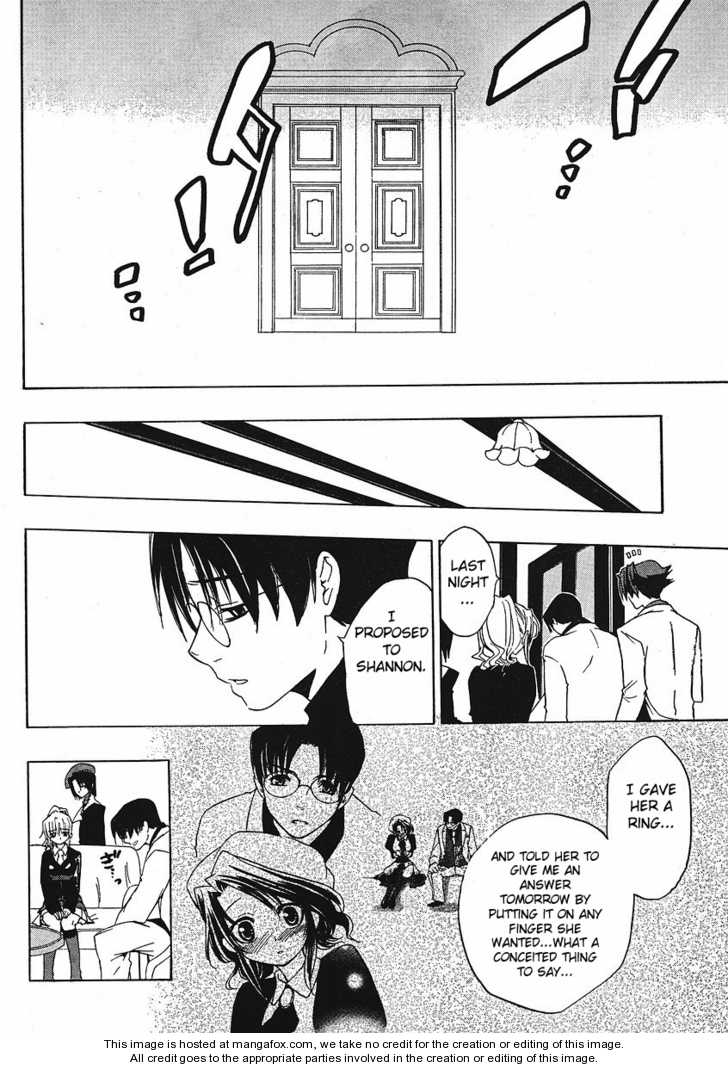 LAST
NIGHT
...
I
PROPOSED
TO
SHANNON.
I GAVE
HER A
RING...
AND TOLD HER TO
GIVE ME AN
ANSWER
TOMORROW BY
PUTTING IT ON ANY
FINGER SHE
WANTED...WHAT A
CONCEITED THING
TO SAY...
This image is hosted at mangafox.com, we take no credit for the creation or editing of this image.
All credit goes to the appropriate parties involved in the creation or editing of this image.